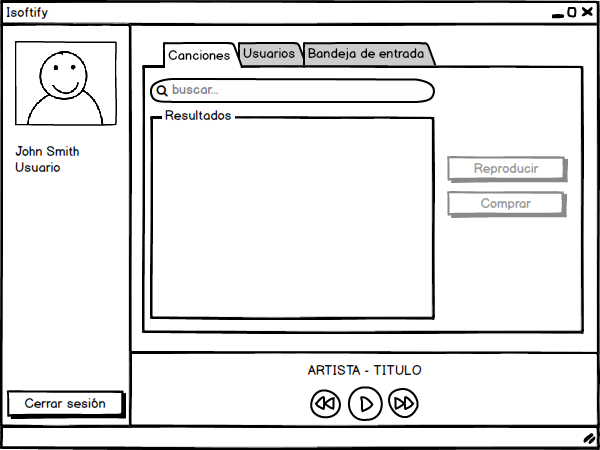 Isoftify
Canciones
Usuarios
Bandeja de entrada
buscar...
Resultados
John Smith
Usuario
Reproducir
Comprar
ARTISTA - TITULO
Cerrar sesión